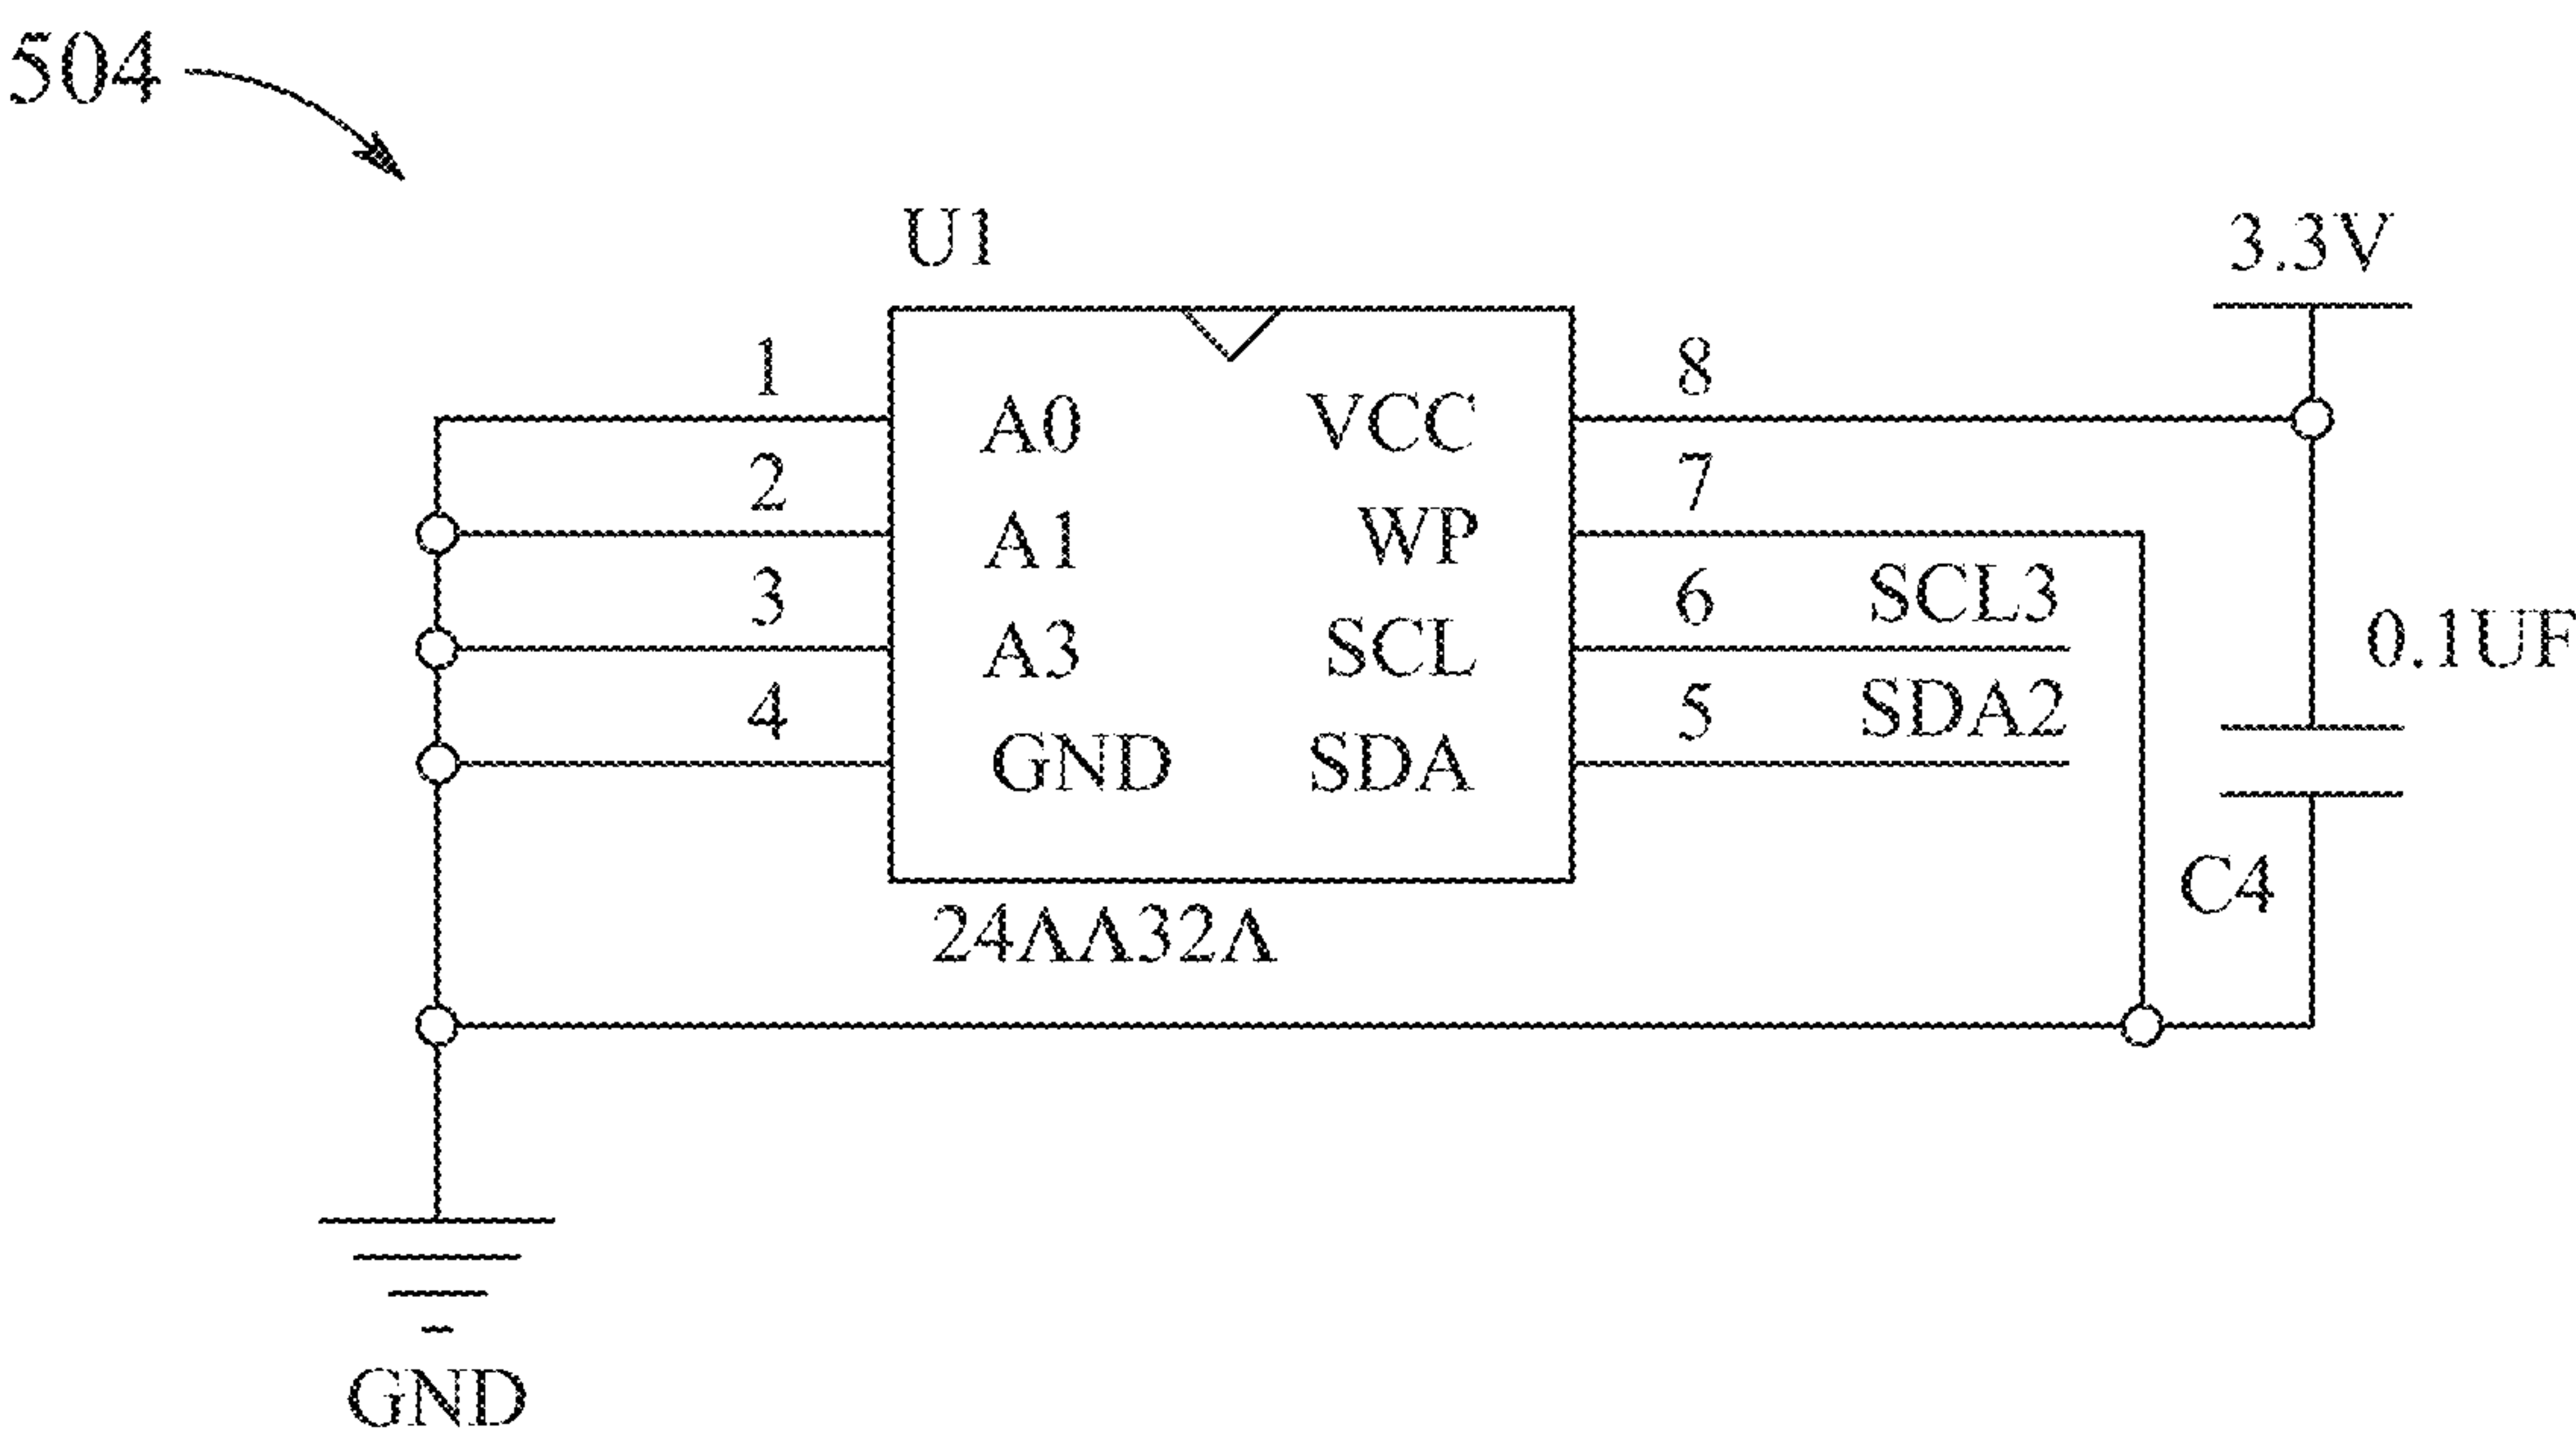 504
U1
3.3V
1
8
A0 VCC
2
7
A1 WP
3
6 SCL3
A3 SCL
0.1UF
4
5 SDA2
GND SDA
C4
24AA32A
GND